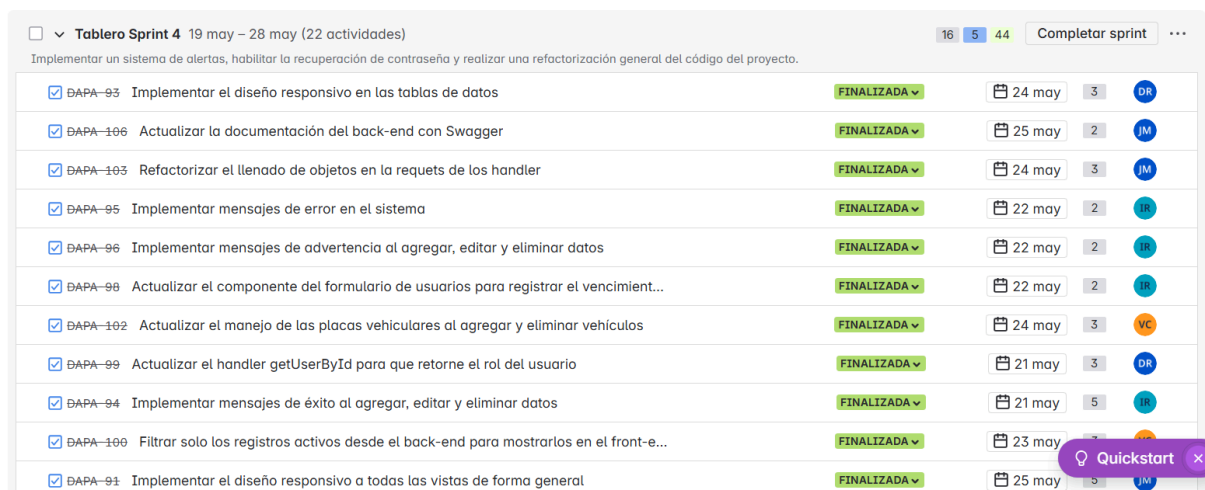 Tablero Sprint 4 19 may – 28 may (22 actividades) 16 5 44 Completar sprint ...
Implementar un sistema de alertas, habilitar la recuperación de contraseña y realizar una refactorización general del código del proyecto.
DAPA-93 Implementar el diseño responsivo en las tablas de datos FINALIZADA 24 may 3 DR
DAPA-106 Actualizar la documentación del back-end con Swagger FINALIZADA 25 may 2 JM
DAPA-103 Refactorizar el llenado de objetos en la requets de los handler FINALIZADA 24 may 3 JM
DAPA-95 Implementar mensajes de error en el sistema FINALIZADA 22 may 2 IR
DAPA-96 Implementar mensajes de advertencia al agregar, editar y eliminar datos FINALIZADA 22 may 2 IR
DAPA-98 Actualizar el componente del formulario de usuarios para registrar el vencimient... FINALIZADA 22 may 2 IR
DAPA-102 Actualizar el manejo de las placas vehiculares al agregar y eliminar vehículos FINALIZADA 24 may 3 VC
DAPA-99 Actualizar el handler getUserById para que retorne el rol del usuario FINALIZADA 21 may 3 DR
DAPA-94 Implementar mensajes de éxito al agregar, editar y eliminar datos FINALIZADA 21 may 5 IR
DAPA-100 Filtrar solo los registros activos desde el back-end para mostrarlos en el front-e... FINALIZADA 23 may
Quickstart
DAPA-91 Implementar el diseño responsivo a todas las vistas de forma general FINALIZADA 25 may 5 JM